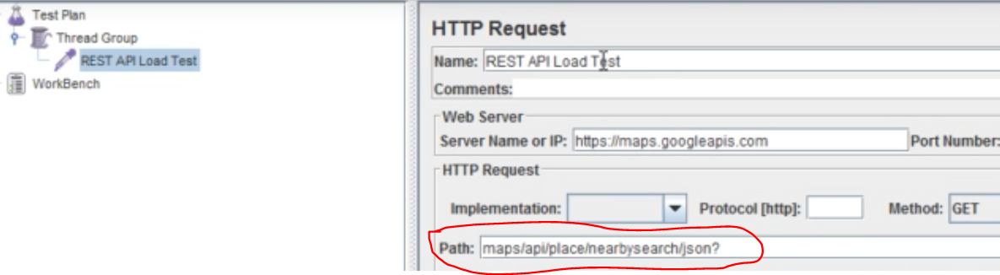 Test Plan
Thread Group
REST API Load Test
WorkBench
HTTP Request
Name: REST API Load Test
Comments:
Web Server
Server Name or IP: https://maps.googleapis.com Port Number:
HTTP Request
Implementation: Protocol [http]: Method: GET
Path: maps/api/place/nearbysearch/json?